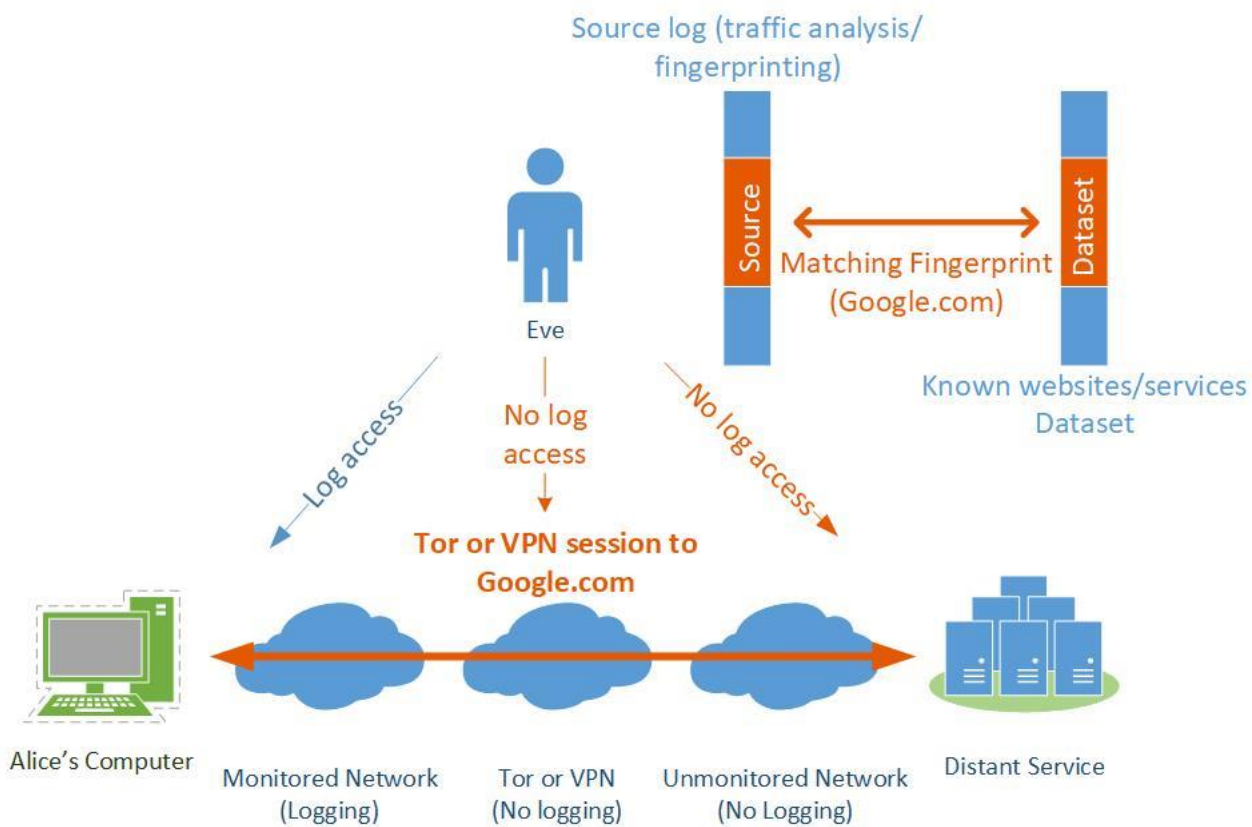 Source log (traffic analysis/
fingerprinting)
Source
Dataset
Matching Fingerprint
(Google.com)
Eve
Known websites/services
Dataset
Log access
No log
access
No log access
Tor or VPN session to
Google.com
Alice’s Computer
Monitored Network
(Logging)
Tor or VPN
(No logging)
Unmonitored Network
(No Logging)
Distant Service